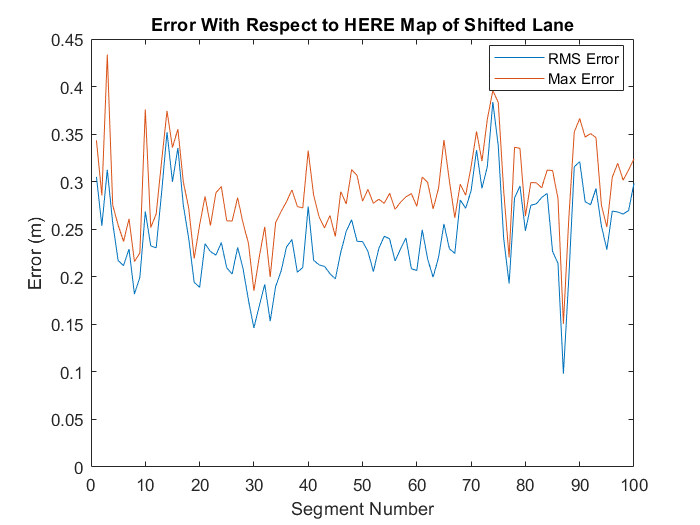 Error With Respect to HERE Map of Shifted Lane
RMS Error
Max Error
0.45
0.4
0.35
0.3
0.25
0.2
0.15
0.1
0.05
0
Error (m)
0 10 20 30 40 50 60 70 80 90 100
Segment Number